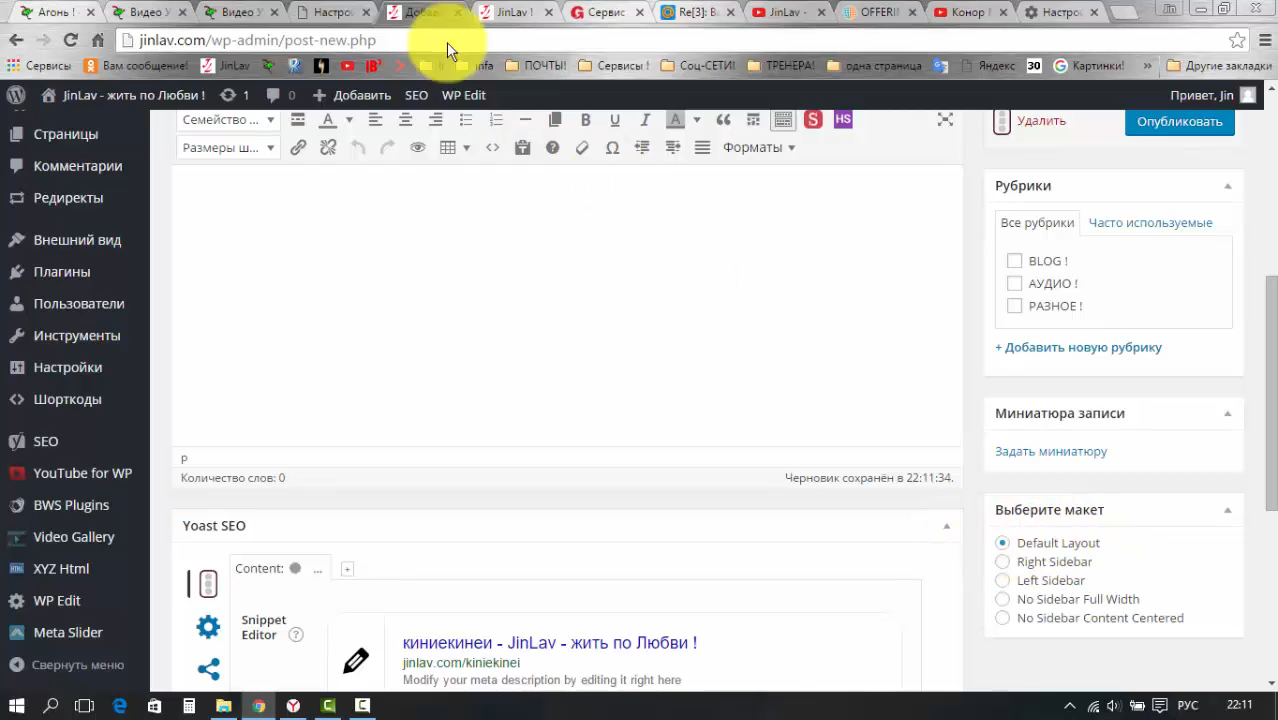 Агонь !
Видео У
Видео У
Настро
Добав
JinLav !
Сервис
Re[3]: В
JinLav -
OFFERII
Конор М
Настро
jinlav.com/wp-admin/post-new.php
Сервисы
Вам сообщение!
JinLav
infa
ПОЧТЫ!
Сервисы !
Соц-СЕТИ!
ТРЕНЕРА!
одна страница
Яндекс
30
Картинки!
»
Другие закладки
JinLav - жить по Любви !
1
0
Добавить
SEO
WP Edit
Привет, Jin
Страницы
Комментарии
Редиректы
Внешний вид
Плагины
Пользователи
Инструменты
Настройки
Шорткоды
SEO
YouTube for WP
BWS Plugins
Video Gallery
XYZ Html
WP Edit
Meta Slider
Свернуть меню
Семейство ...
Размеры ш...
Форматы
p
Количество слов: 0
Черновик сохранён в 22:11:34.
Yoast SEO
Content:
...
+
Snippet
Editor
?
киниекинеи - JinLav - жить по Любви !
jinlav.com/kiniekinei
Modify your meta description by editing it right here
Удалить
Опубликовать
Рубрики
Все рубрики
Часто используемые
BLOG !
АУДИО !
РАЗНОЕ !
+ Добавить новую рубрику
Миниатюра записи
Задать миниатюру
Выберите макет
Default Layout
Right Sidebar
Left Sidebar
No Sidebar Full Width
No Sidebar Content Centered
РУС
22:11